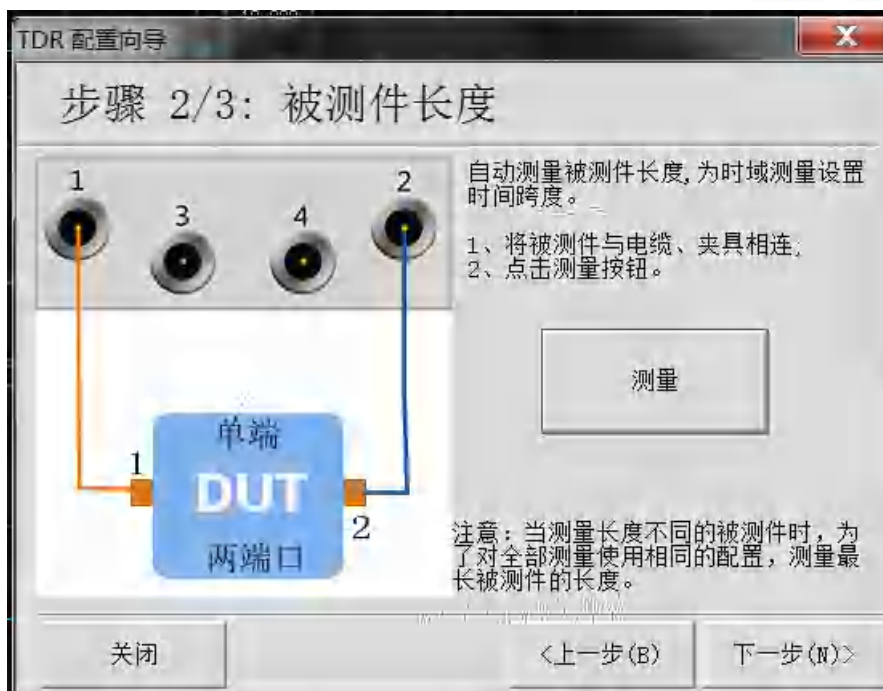 TDR 配置向导
X
步骤 2/3: 被测件长度
1
2
3
4
自动测量被测件长度,为时域测量设置
时间跨度。
1、将被测件与电缆、夹具相连;
2、点击测量按钮。
测量
单端
1
DUT
2
两端口
注意:当测量长度不同的被测件时,为
了对全部测量使用相同的配置,测量最
长被测件的长度。
关闭
<上一步(B)
下一步(N)>